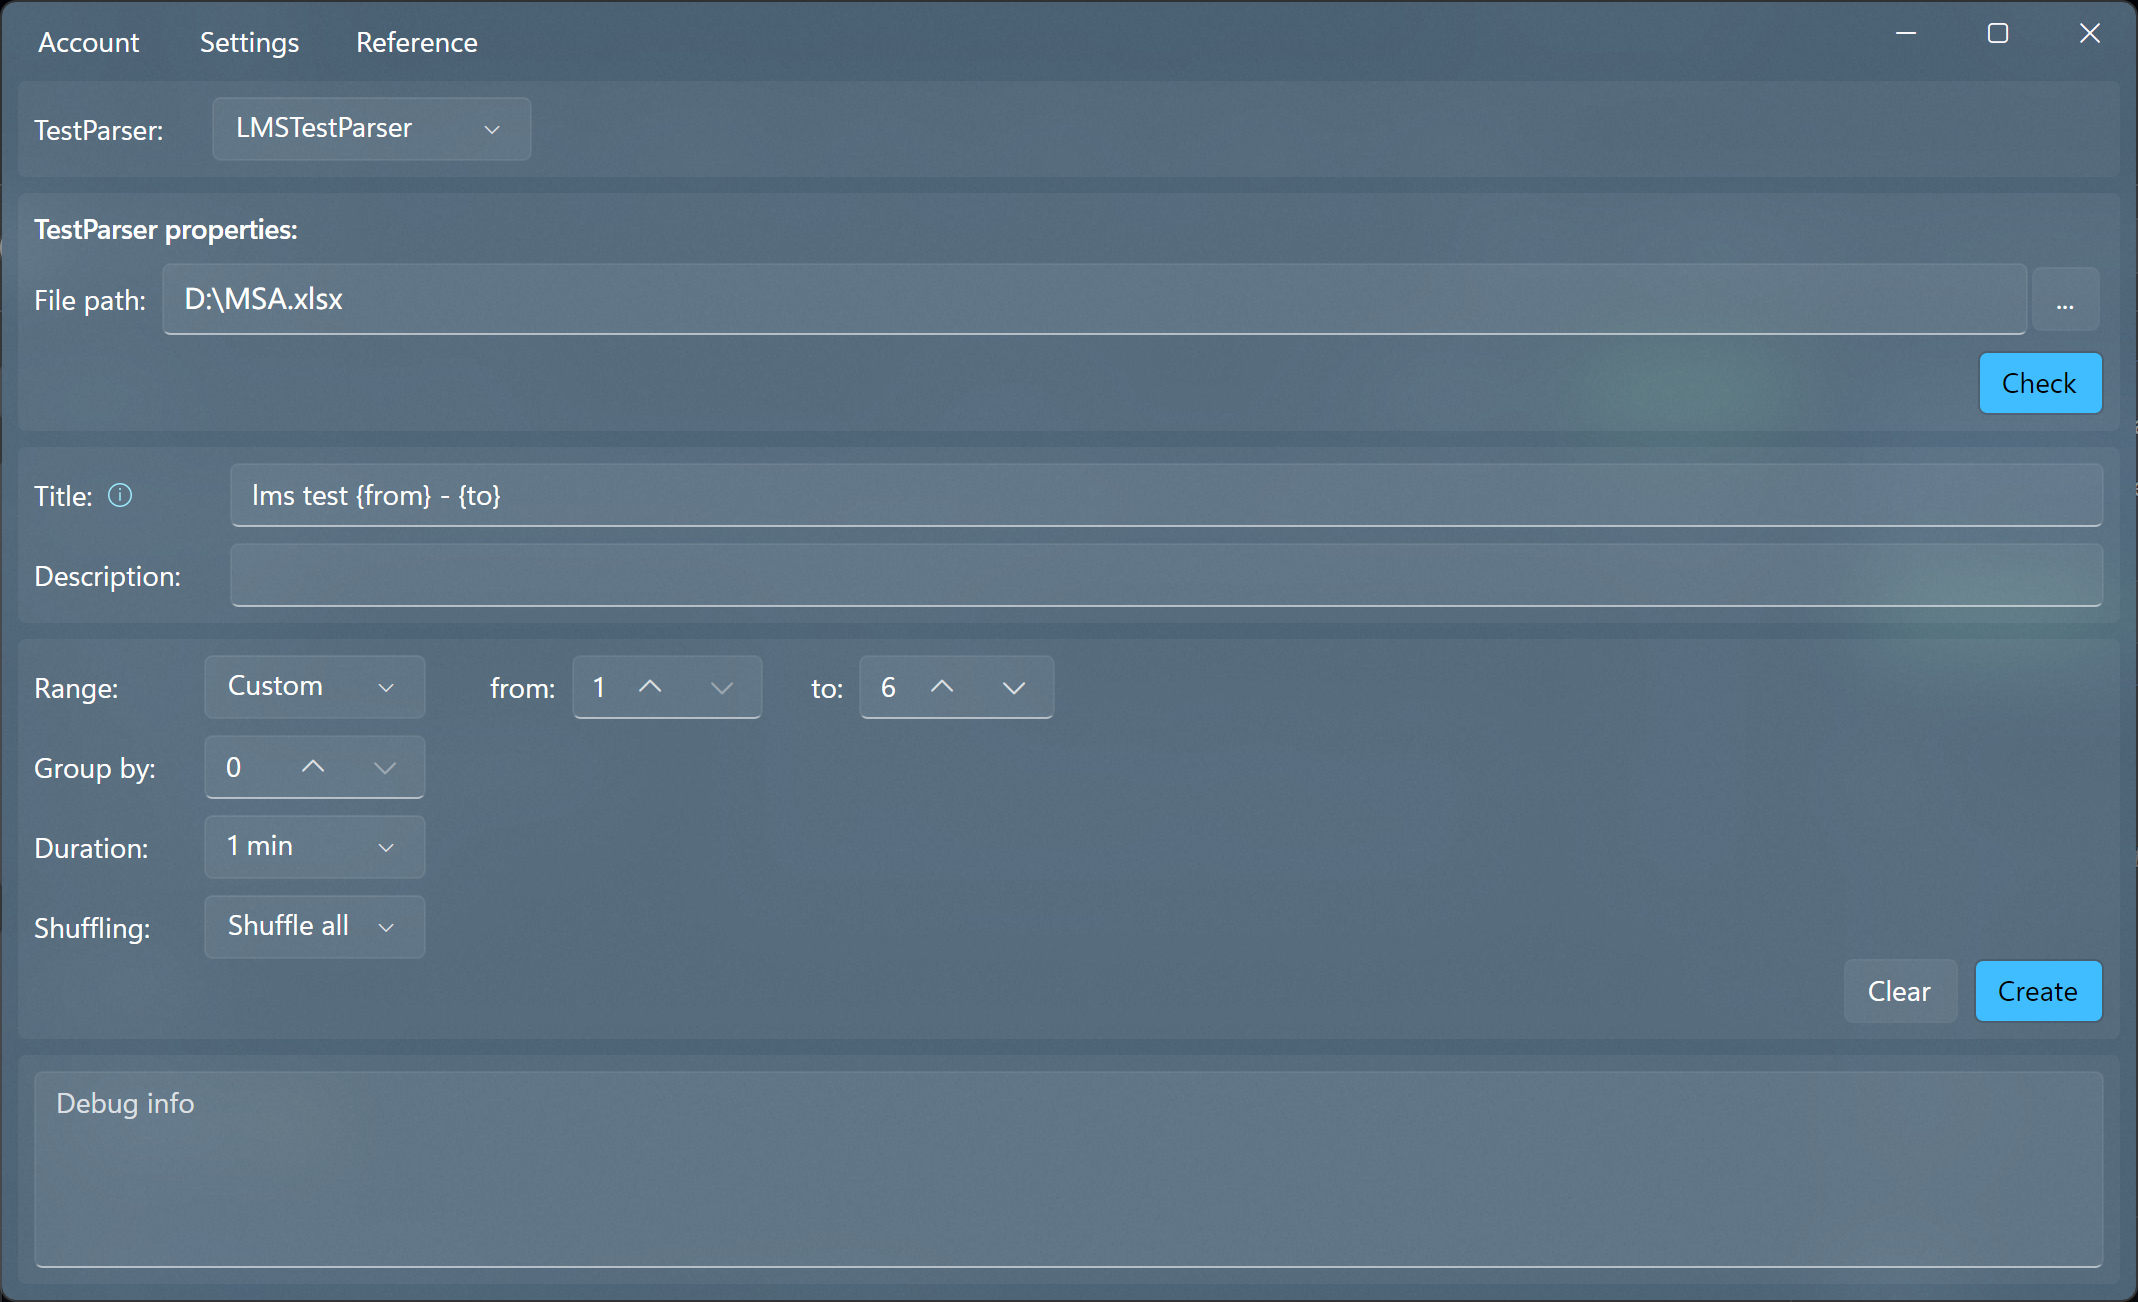 Account Settings Reference
TestParser: LMSTestParser
TestParser properties:
File path: D:\MSA.xlsx ...
Check
Title: lms test {from} - {to}
Description:
Range: Custom from: 1 to: 6
Group by: 0
Duration: 1 min
Shuffling: Shuffle all
Clear Create
Debug info